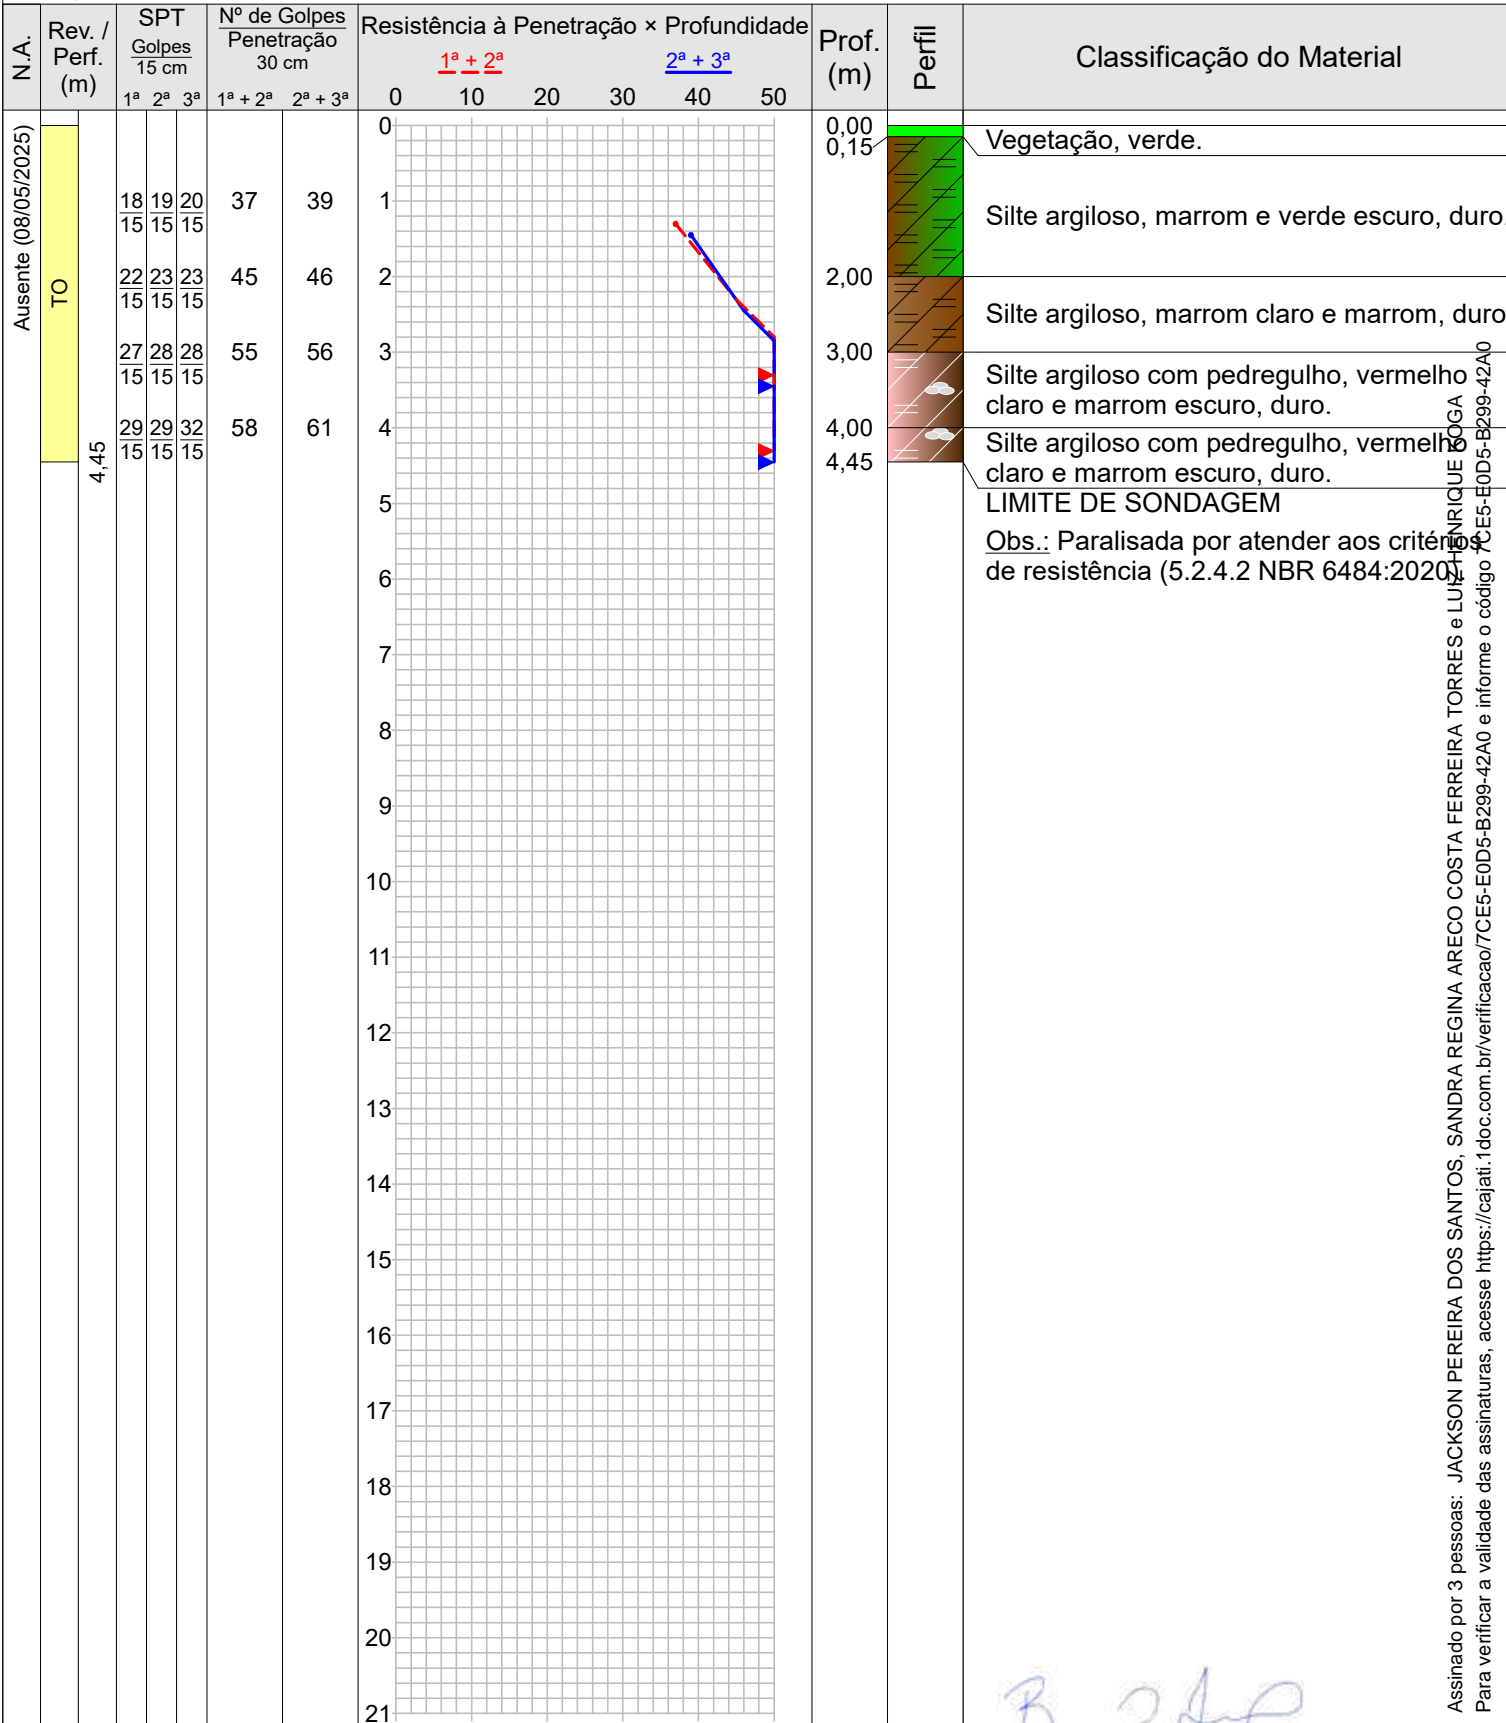 N.A.
Rev. /
Perf.
(m)
SPT
Golpes
15 cm
1ª 2ª 3ª
Nº de Golpes
Penetração
30 cm
1ª + 2ª 2ª + 3ª
Resistência à Penetração × Profundidade
1ª + 2ª 2ª + 3ª
0 10 20 30 40 50
Prof.
(m)
Perfil
Classificação do Material
Ausente (08/05/2025)
TO
4,45
18 19 20 37 39
15 15 15
22 23 23 45 46
15 15 15
27 28 28 55 56
15 15 15
29 29 32 58 61
15 15 15
0
1
2
3
4
5
6
7
8
9
10
11
12
13
14
15
16
17
18
19
20
21
0,00
0,15
2,00
3,00
4,00
4,45
Vegetação, verde.
Silte argiloso, marrom e verde escuro, duro.
Silte argiloso, marrom claro e marrom, duro
Silte argiloso com pedregulho, vermelho
claro e marrom escuro, duro.
Silte argiloso com pedregulho, vermelho
claro e marrom escuro, duro.
LIMITE DE SONDAGEM
Obs.: Paralisada por atender aos critérios
de resistência (5.2.4.2 NBR 6484:2020).
Assinado por 3 pessoas: JACKSON PEREIRA DOS SANTOS, SANDRA REGINA ARECO COSTA FERREIRA TORRES e LUIZ HENRIQUE KOGA
Para verificar a validade das assinaturas, acesse https://cajati.1doc.com.br/verificacao/7CE5-E0D5-B299-42A0 e informe o código 7CE5-E0D5-B299-42A0